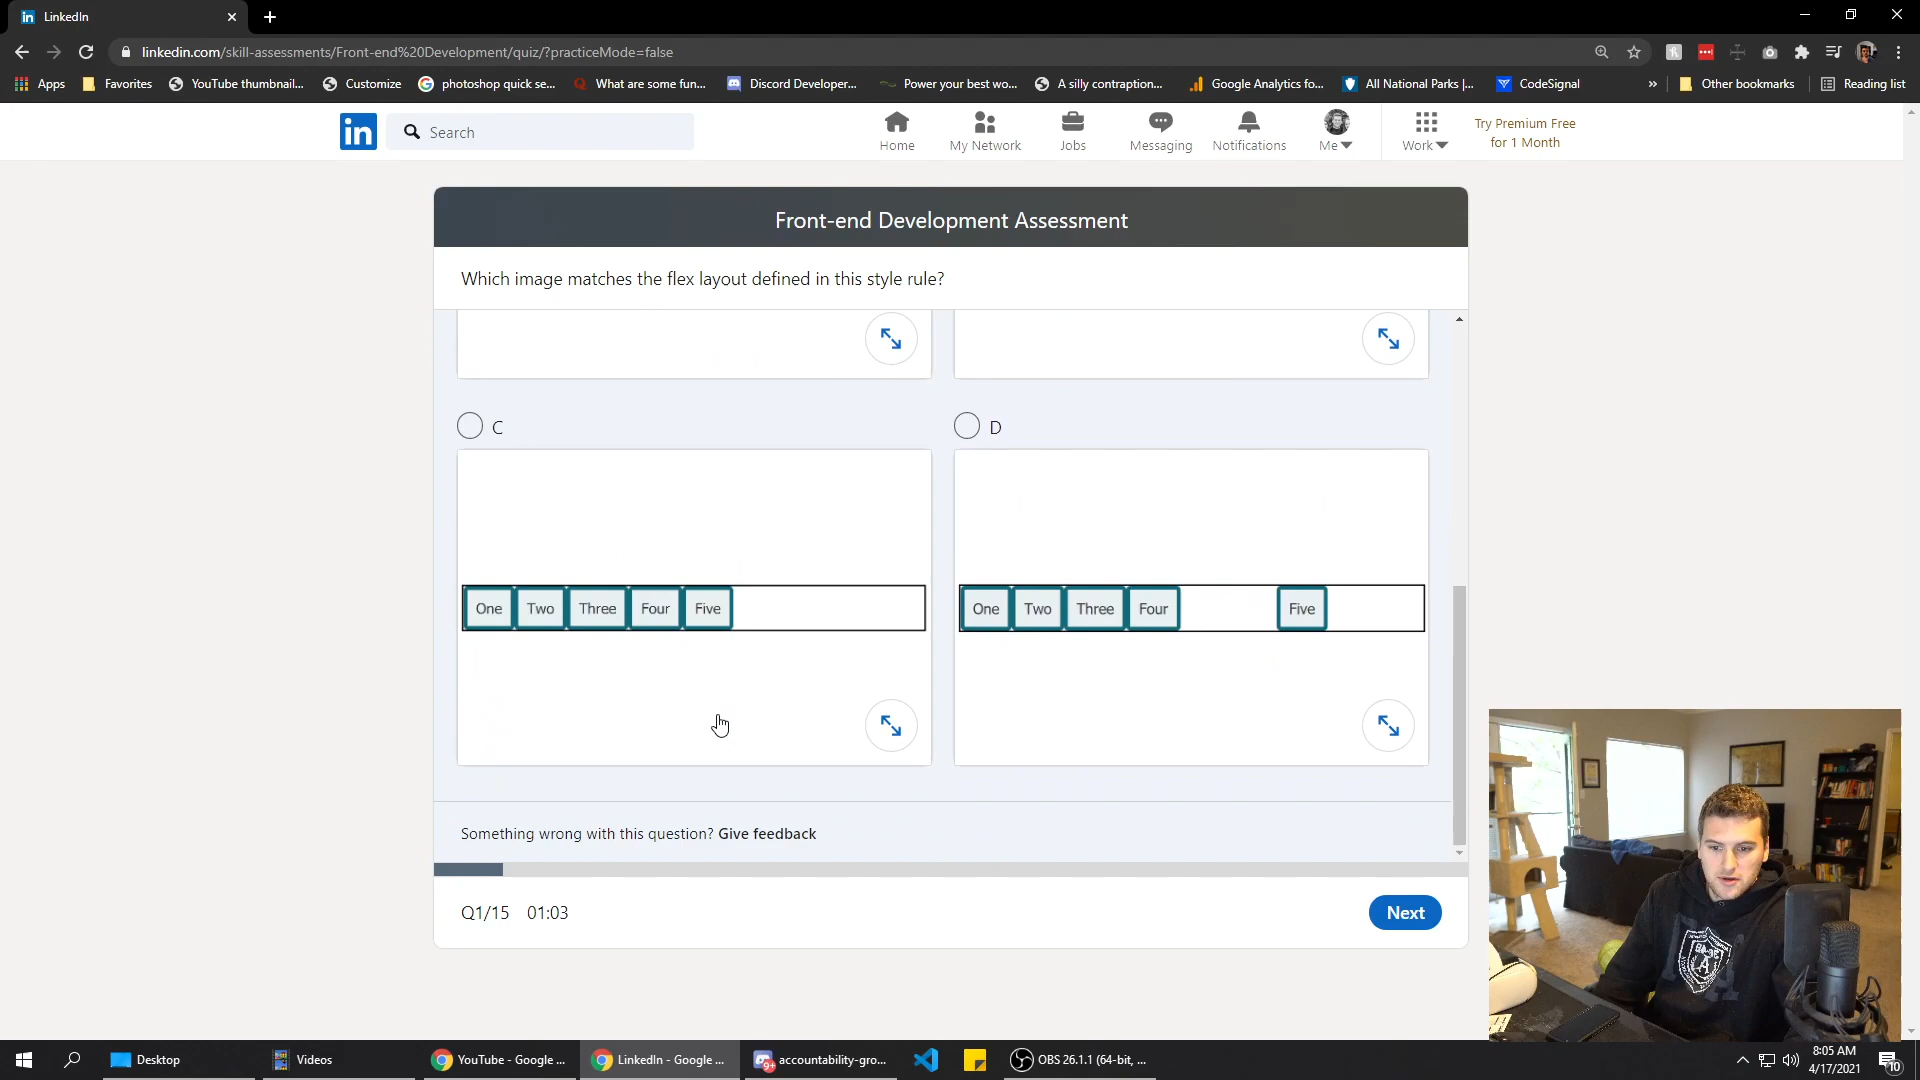 LinkedIn
linkedin.com/skill-assessments/Front-end%20Development/quiz/?practiceMode=false
Apps Favorites YouTube thumbnail... Customize photoshop quick se... What are some fun... Discord Developer... Power your best wo... A silly contraption... Google Analytics fo... All National Parks |... CodeSignal » Other bookmarks Reading list
in Search
Home My Network Jobs Messaging Notifications Me Work
Try Premium Free
for 1 Month
Front-end Development Assessment
Which image matches the flex layout defined in this style rule?
C D
One Two Three Four Five
One Two Three Four Five
Something wrong with this question? Give feedback
Q1/15 01:03 Next
Desktop Videos YouTube - Google ... LinkedIn - Google ... 9+ accountability-gro... OBS 26.1.1 (64-bit, ...
8:05 AM
4/17/2021
10